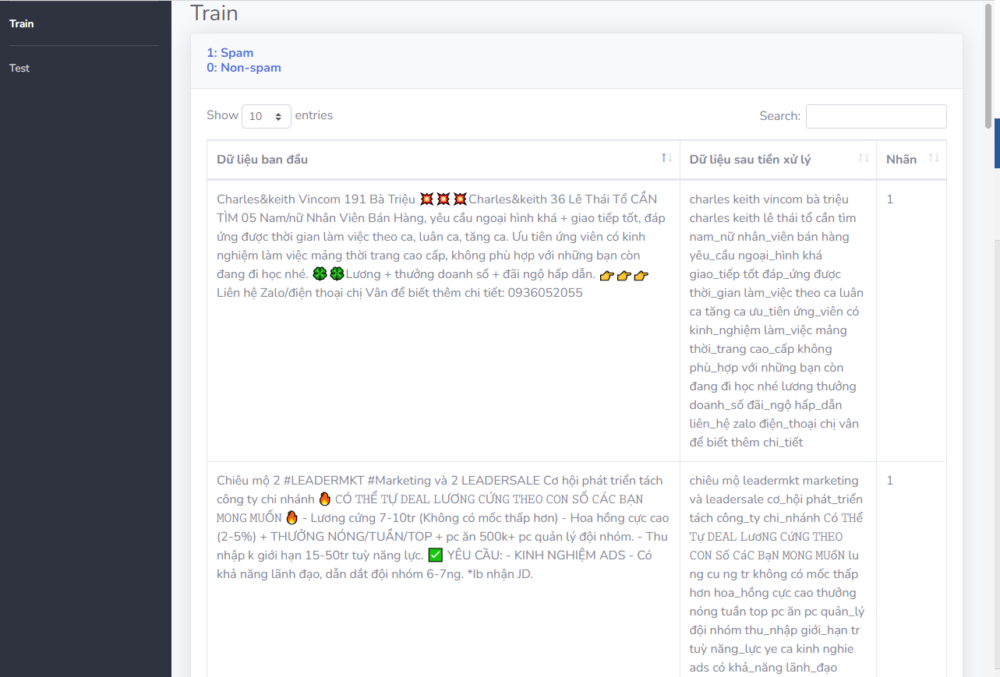 Train
Test
Train
1: Spam
0: Non-spam
Show 10 entries
Search:
Dữ liệu ban đầu
Dữ liệu sau tiền xử lý
Nhãn
Charles&keith Vincom 191 Bà Triệu 💥💥💥Charles&keith 36 Lê Thái Tổ CẦN
TÌM 05 Nam/nữ Nhân Viên Bán Hàng, yêu cầu ngoại hình khá + giao tiếp tốt, đáp
ứng được thời gian làm việc theo ca, luân ca, tăng ca. Ưu tiên ứng viên có kinh
nghiệm làm việc mảng thời trang cao cấp, không phù hợp với những bạn còn
đang đi học nhé. 🍀🍀Lương + thưởng doanh số + đãi ngộ hấp dẫn. 👉👉👉
Liên hệ Zalo/điện thoại chị Vân để biết thêm chi tiết: 0936052055
charles keith vincom bà triệu
charles keith lê thái tổ cần tìm
nam_nữ nhân_viên bán hàng
yêu_cầu ngoại_hình khá
giao_tiếp tốt đáp_ứng được
thời_gian làm_việc theo ca luân
ca tăng ca ưu_tiên ứng_viên có
kinh_nghiệm làm_việc mảng
thời_trang cao_cấp không
phù_hợp với những bạn còn
đang đi học nhé lương thưởng
doanh_số đãi_ngộ hấp_dẫn
liên_hệ zalo điện_thoại chị vân
để biết thêm chi_tiết
1
Chiêu mộ 2 #LEADERMKT #Marketing và 2 LEADERSALE Cơ hội phát triển tách
công ty chi nhánh 🔥 CÓ THỂ TỰ DEAL LƯƠNG CỨNG THEO CON SỐ CÁC BẠN
MONG MUỐN 🔥 - Lương cứng 7-10tr (Không có mốc thấp hơn) - Hoa hồng cực cao
(2-5%) + THƯỞNG NÓNG/TUẦN/TOP + pc ăn 500k+ pc quản lý đội nhóm. - Thu
nhập k giới hạn 15-50tr tuỳ năng lực. ✅ YÊU CẦU: - KINH NGHIỆM ADS - Có
khả năng lãnh đạo, dẫn dắt đội nhóm 6-7ng. *Ib nhận JD.
chiêu mộ leadermkt marketing
và leadersale cơ_hội phát_triển
tách công_ty chi_nhánh Có THể
Tự DEAL LươNG CứNG THEO
CON Số CáC BạN MONG MUốN lu
ng cu ng tr không có mốc thấp
hơn hoa_hồng cực cao thưởng
nóng tuần top pc ăn pc quản_lý
đội nhóm thu_nhập giới_hạn tr
tuỳ năng_lực ye ca kinh nghie
ads có khả_năng lãnh_đạo
1